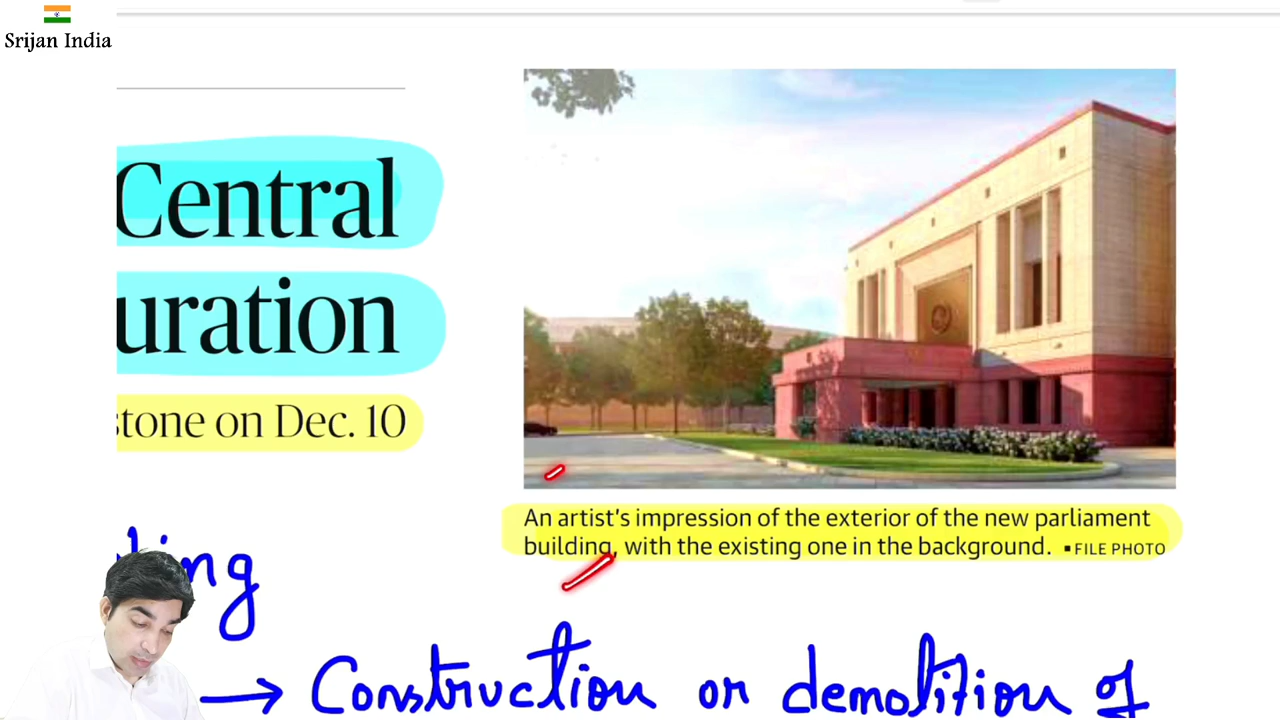 Srijan India
Central
uration
stone on Dec. 10
An artist's impression of the exterior of the new parliament
building, with the existing one in the background. ▪FILE PHOTO
→ Construction or demolition of